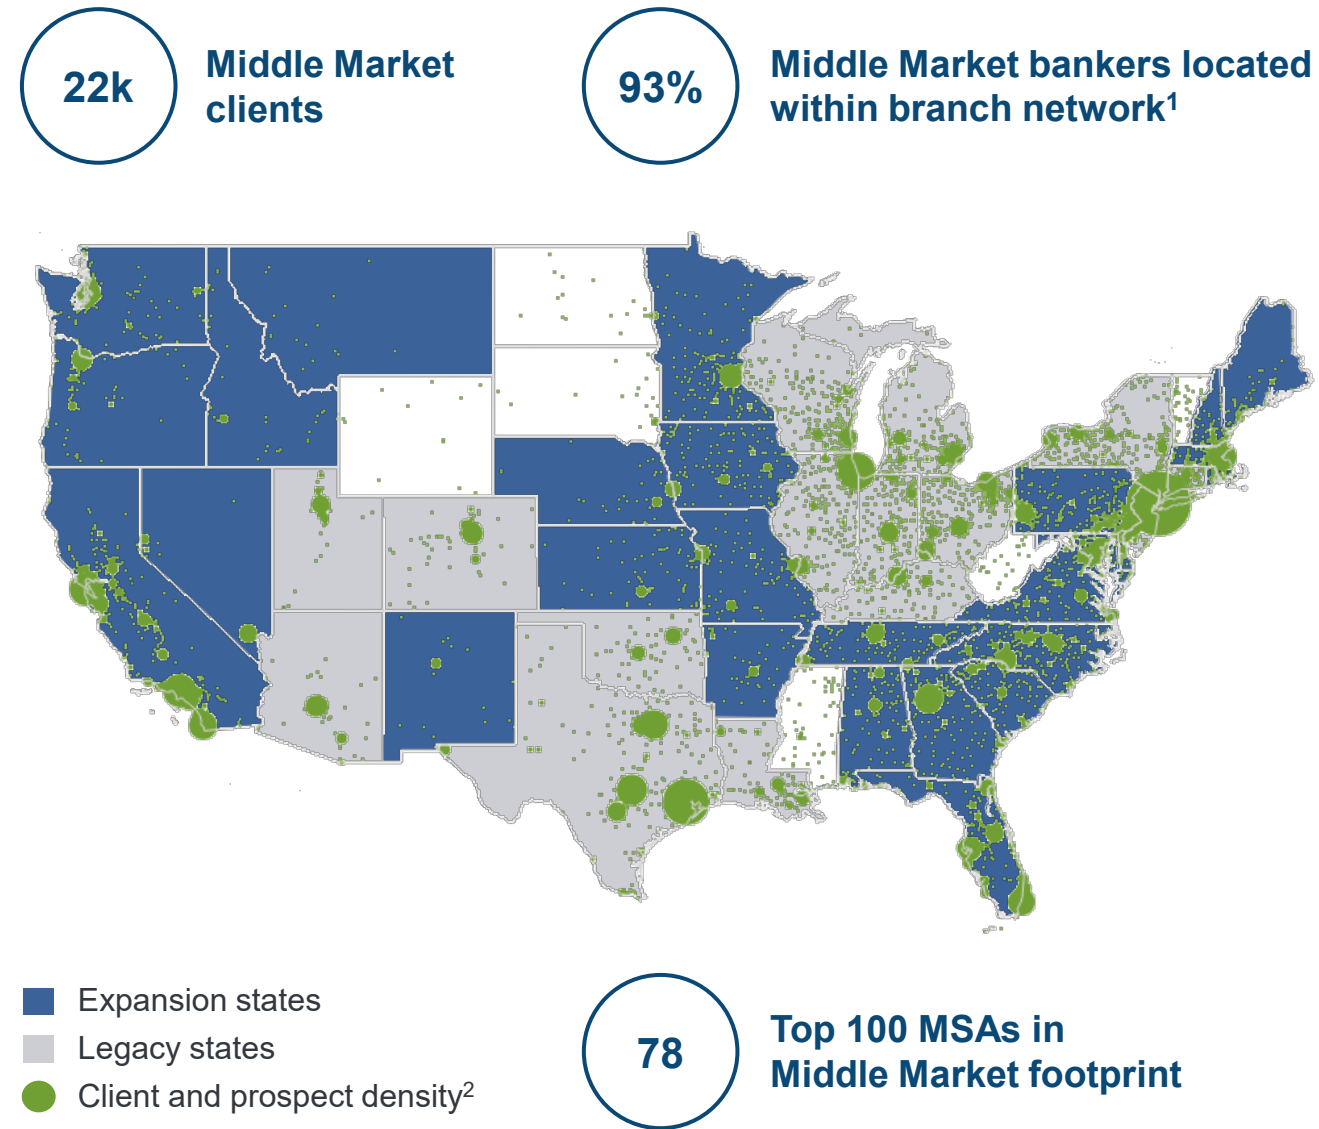 22k
Middle Market
clients
93%
Middle Market bankers located
within branch network1
Expansion states
Legacy states
Client and prospect density2
78
Top 100 MSAs in
Middle Market footprint